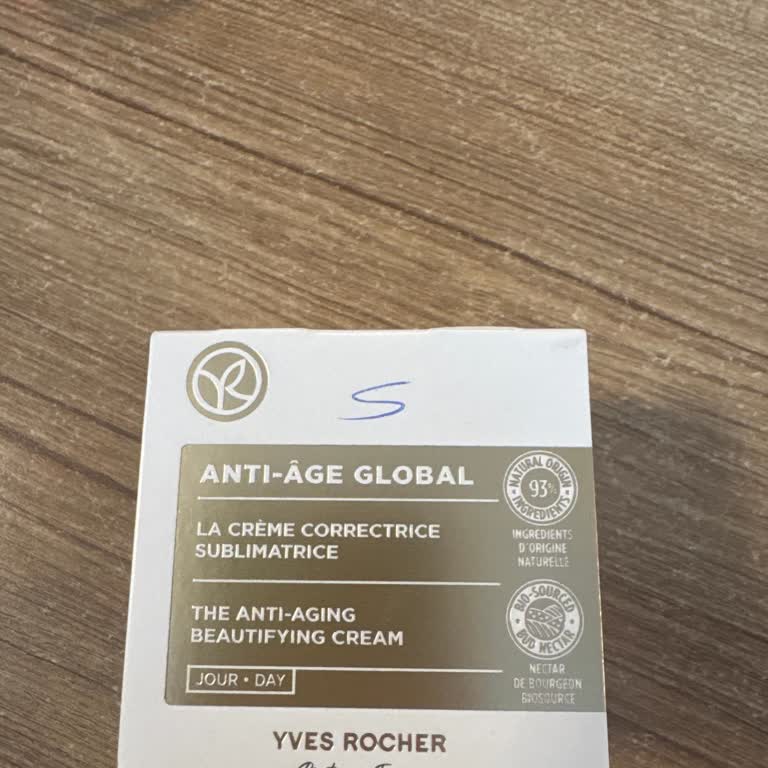 S
ANTI-ÂGE GLOBAL
LA CRÈME CORRECTRICE
SUBLIMATRICE
THE ANTI-AGING
BEAUTIFYING CREAM
JOUR • DAY
NATURAL ORIGIN
93%
INGREDIENTS
INGRÉDIENTS
D'ORIGINE
NATURELLE
BIO-SOURCED
BUD NECTAR
NECTAR
DE BOURGEON
BIOSOURCÉ
YVES ROCHER